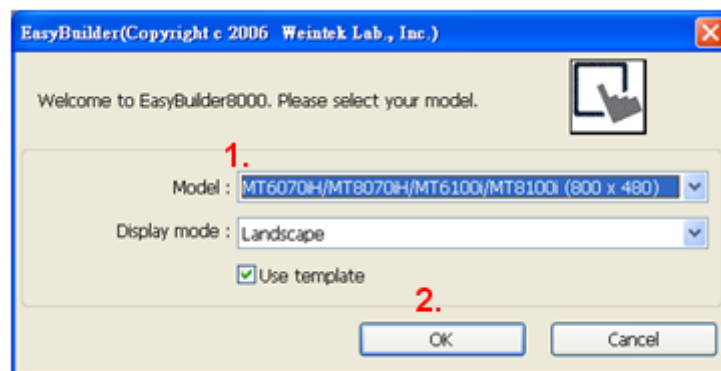 EasyBuilder(Copyright c 2006 Weintek Lab., Inc.)
Welcome to EasyBuilder8000. Please select your model.
1.
Model : MT6070iH/MT8070iH/MT6100i/MT8100i (800 x 480)
Display mode : Landscape
Use template
2.
OK Cancel